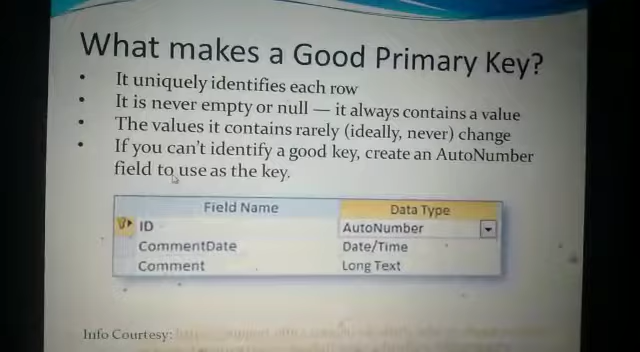 What makes a Good Primary Key?
• It uniquely identifies each row
• It is never empty or null — it always contains a value
• The values it contains rarely (ideally, never) change
• If you can't identify a good key, create an AutoNumber
field to use as the key.
Field Name Data Type
ID AutoNumber
CommentDate Date/Time
Comment Long Text
Info Courtesy: